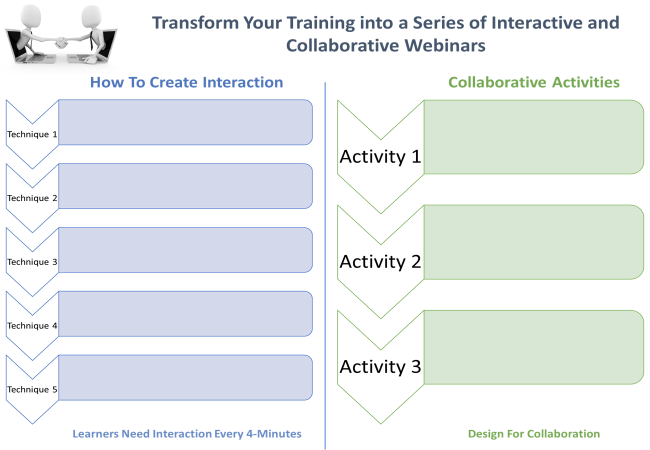 Transform Your Training into a Series of Interactive and
Collaborative Webinars
How To Create Interaction
Technique 1
Technique 2
Technique 3
Technique 4
Technique 5
Learners Need Interaction Every 4-Minutes
Collaborative Activities
Activity 1
Activity 2
Activity 3
Design For Collaboration